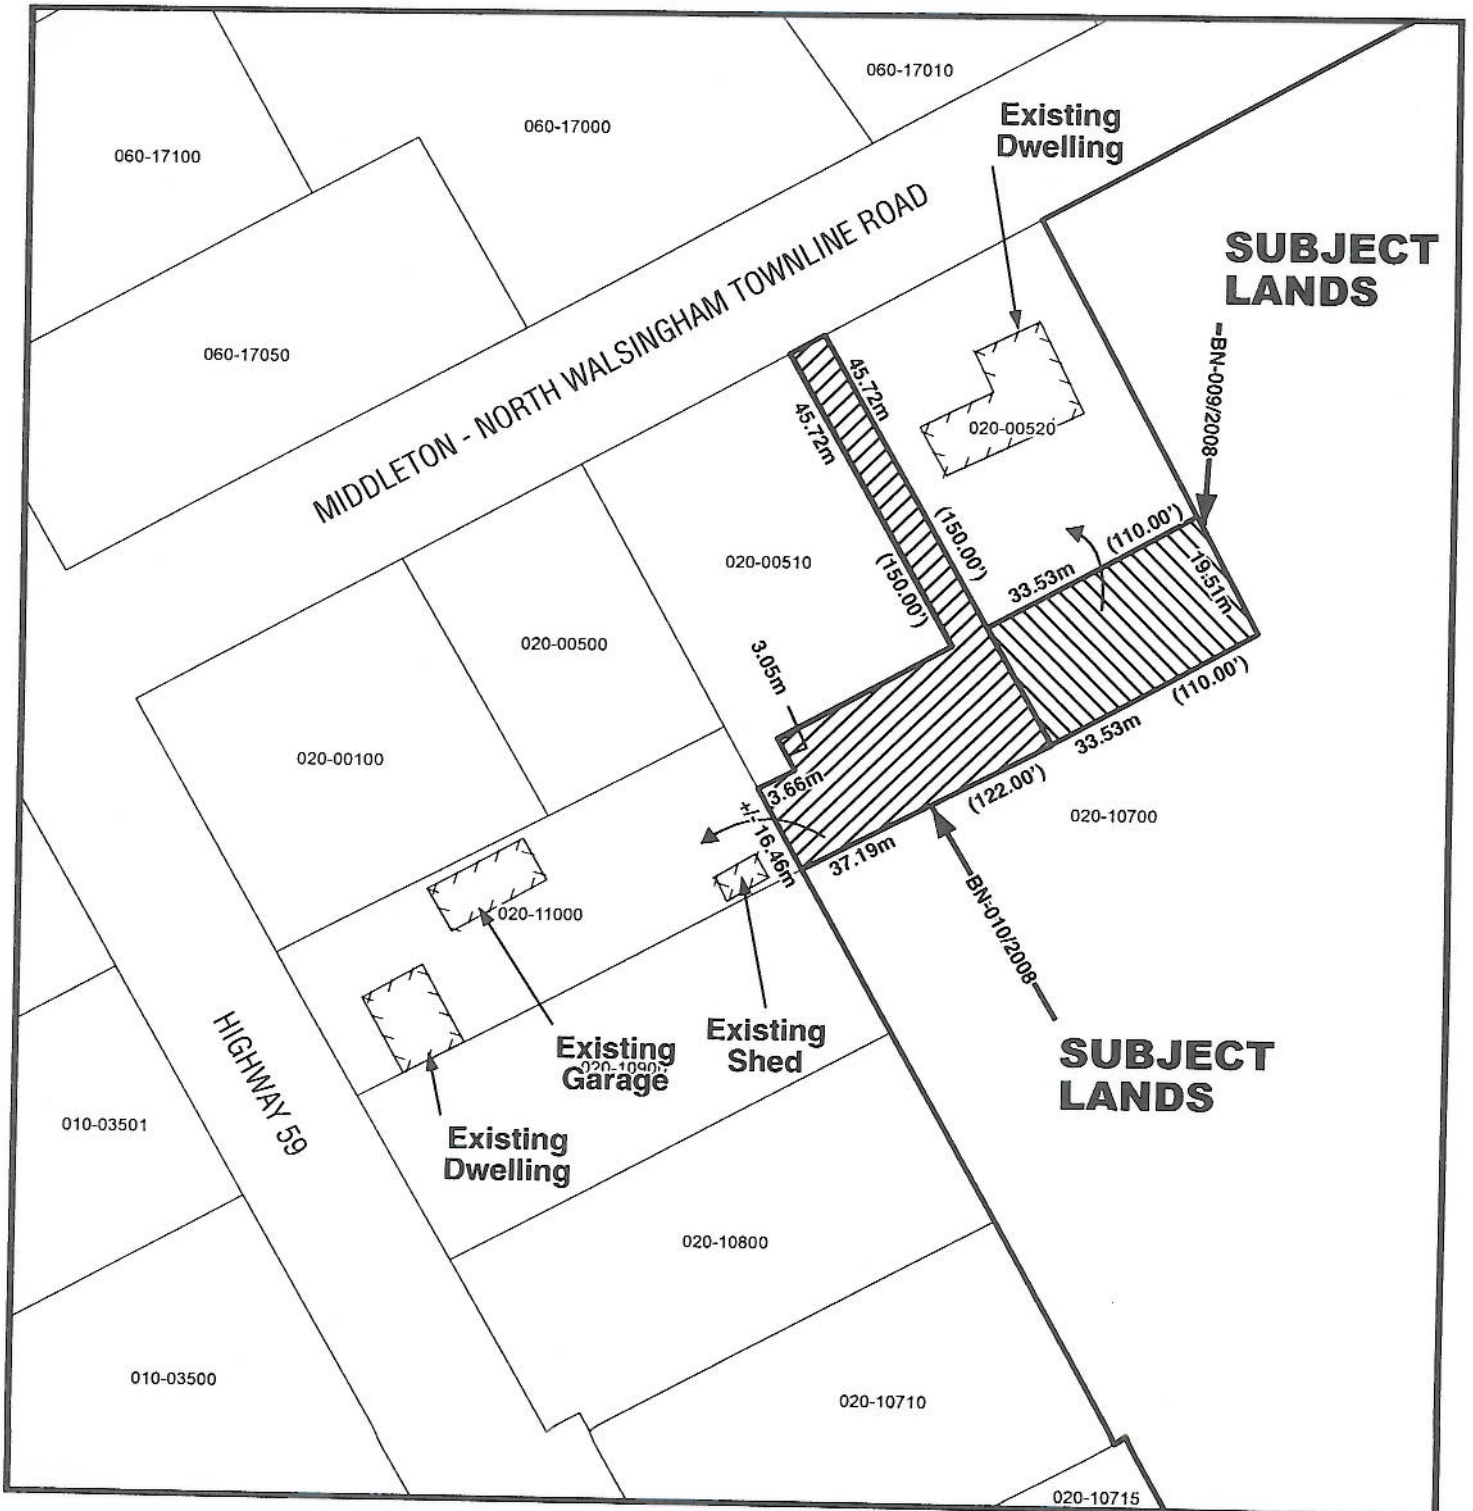 060-17010
060-17000
060-17100
Existing
Dwelling
MIDDLETON - NORTH WALSINGHAM TOWNLINE ROAD
SUBJECT
LANDS
BN-009/2008
060-17050
45.72m
45.72m
020-00520
(150.00')
(150.00')
(110.00')
33.53m
19.51m
020-00510
020-00500
3.05m
(110.00')
33.53m
020-00100
3.66m
+/- 16.46m
(122.00')
37.19m
020-10700
BN-010/2008
020-11000
HIGHWAY 59
Existing
Garage
Existing
Shed
SUBJECT
LANDS
010-03501
Existing
Dwelling
020-10800
010-03500
020-10710
020-10715